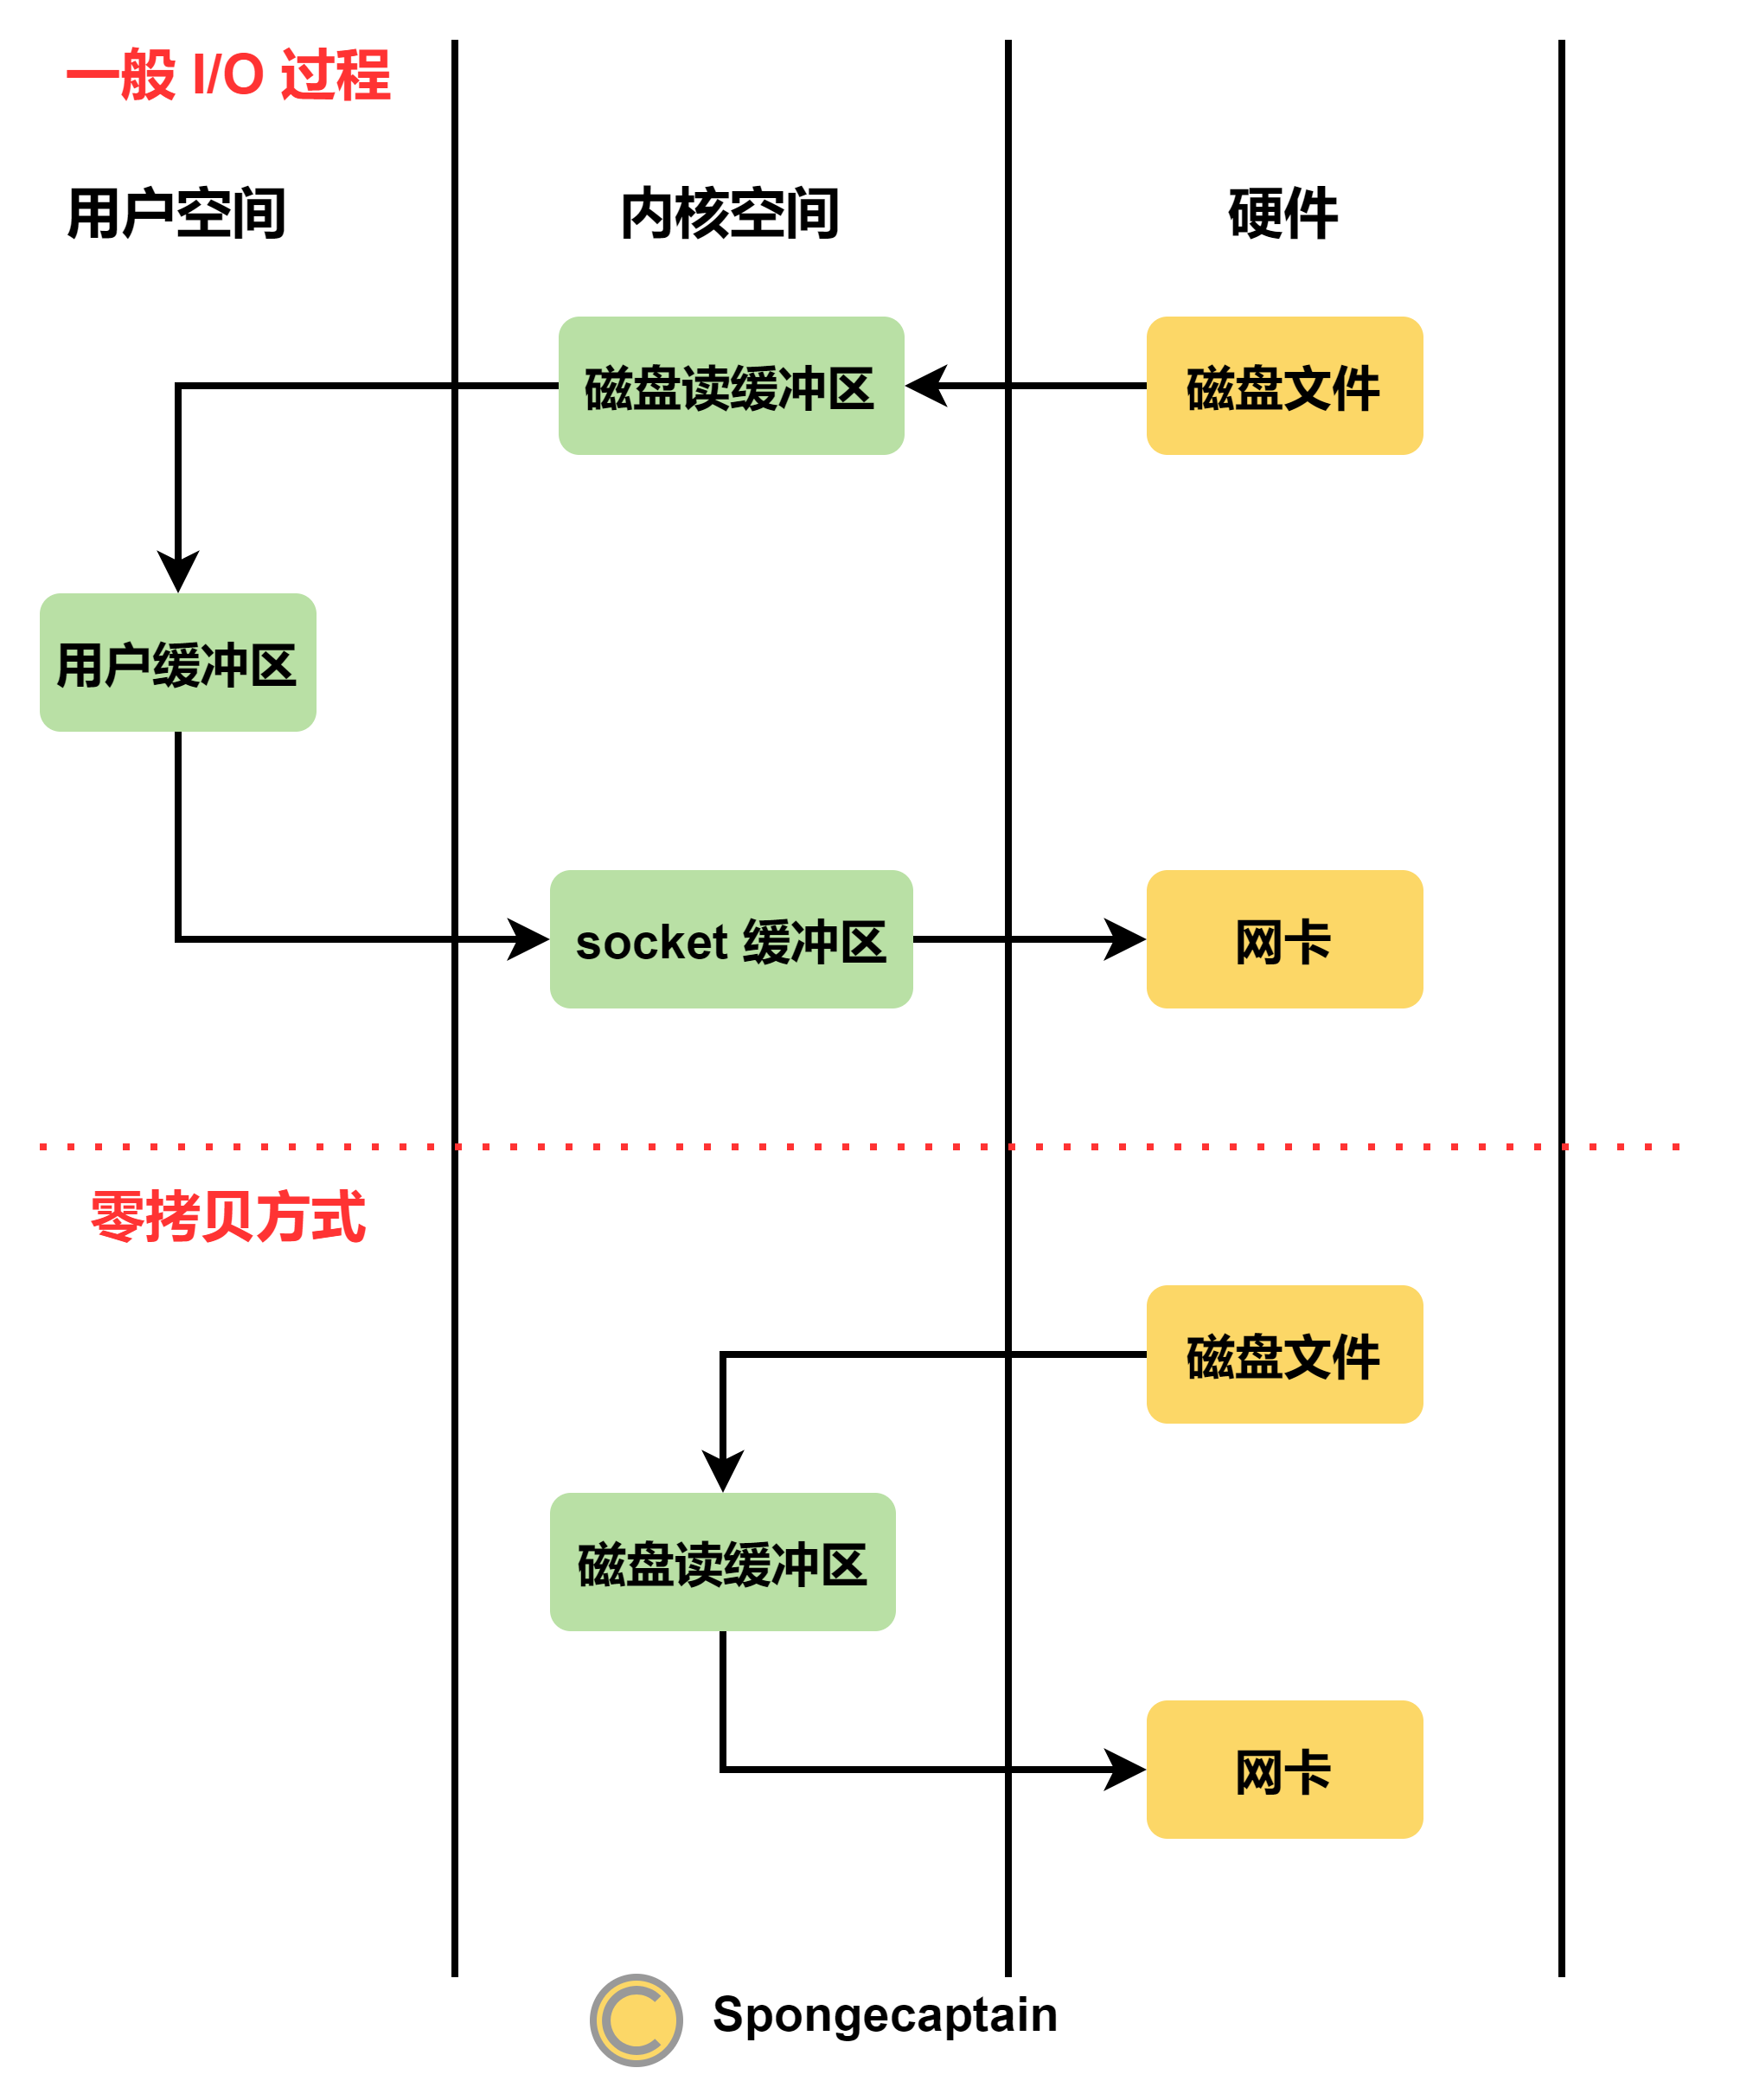 一般 I/O 过程
用户空间
内核空间
硬件
磁盘读缓冲区
磁盘文件
用户缓冲区
socket 缓冲区
网卡
零拷贝方式
磁盘文件
磁盘读缓冲区
网卡
Spongecaptain